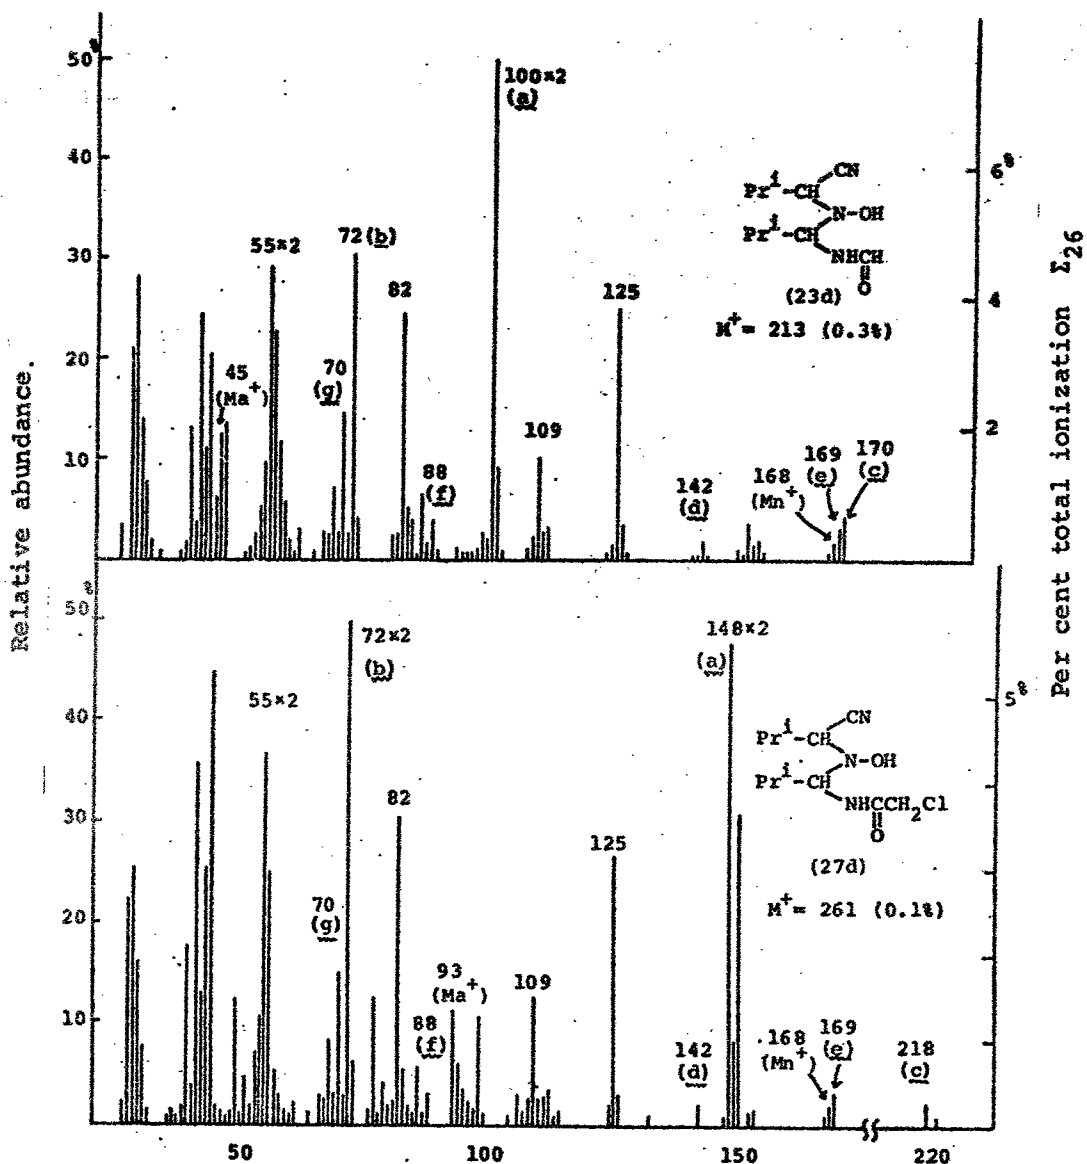 Relative abundance.
Per cent total ionization Σ26
50%
40
30
20
10
6%
4
2
100×2
(a)
55×2
72(b)
82
125
45
(Ma+)
70
(g)
88
(f)
109
142
(d)
168
(Mn+)
169
(e)
170
(c)
Pri-CH
CN
N-OH
Pri-CH
NHCH
O
(23d)
M+= 213 (0.3%)
50%
40
30
20
10
5%
72×2
(b)
55×2
148×2
(a)
82
125
70
(g)
93
(Ma+)
88
(f)
109
142
(d)
168
(Mn+)
169
(e)
218
(c)
Pri-CH
CN
N-OH
Pri-CH
NHCCH2Cl
O
(27d)
M+= 261 (0.1%)
50
100
150
220